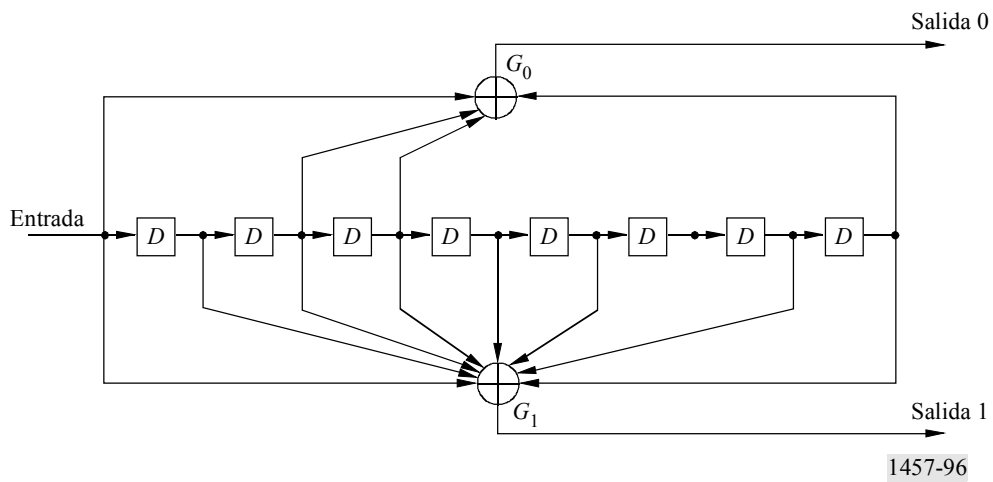 Salida 0
G0
Entrada
D D D D D D D D
G1
Salida 1
1457-96